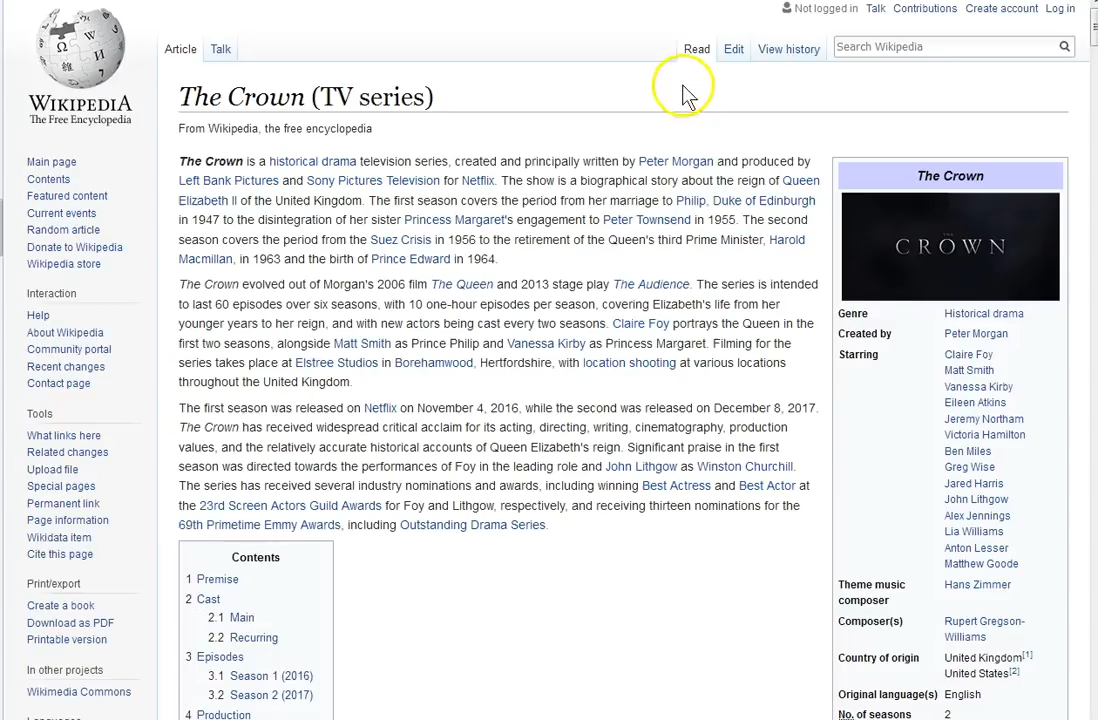 Not logged in Talk Contributions Create account Log in
Article Talk Read Edit View history Search Wikipedia
WIKIPEDIA
The Free Encyclopedia
The Crown (TV series)
From Wikipedia, the free encyclopedia
Main page
Contents
Featured content
Current events
Random article
Donate to Wikipedia
Wikipedia store
Interaction
Help
About Wikipedia
Community portal
Recent changes
Contact page
Tools
What links here
Related changes
Upload file
Special pages
Permanent link
Page information
Wikidata item
Cite this page
Print/export
Create a book
Download as PDF
Printable version
In other projects
Wikimedia Commons
The Crown is a historical drama television series, created and principally written by Peter Morgan and produced by
Left Bank Pictures and Sony Pictures Television for Netflix. The show is a biographical story about the reign of Queen
Elizabeth II of the United Kingdom. The first season covers the period from her marriage to Philip, Duke of Edinburgh
in 1947 to the disintegration of her sister Princess Margaret's engagement to Peter Townsend in 1955. The second
season covers the period from the Suez Crisis in 1956 to the retirement of the Queen's third Prime Minister, Harold
Macmillan, in 1963 and the birth of Prince Edward in 1964.
The Crown evolved out of Morgan's 2006 film The Queen and 2013 stage play The Audience. The series is intended
to last 60 episodes over six seasons, with 10 one-hour episodes per season, covering Elizabeth's life from her
younger years to her reign, and with new actors being cast every two seasons. Claire Foy portrays the Queen in the
first two seasons, alongside Matt Smith as Prince Philip and Vanessa Kirby as Princess Margaret. Filming for the
series takes place at Elstree Studios in Borehamwood, Hertfordshire, with location shooting at various locations
throughout the United Kingdom.
The first season was released on Netflix on November 4, 2016, while the second was released on December 8, 2017.
The Crown has received widespread critical acclaim for its acting, directing, writing, cinematography, production
values, and the relatively accurate historical accounts of Queen Elizabeth's reign. Significant praise in the first
season was directed towards the performances of Foy in the leading role and John Lithgow as Winston Churchill.
The series has received several industry nominations and awards, including winning Best Actress and Best Actor at
the 23rd Screen Actors Guild Awards for Foy and Lithgow, respectively, and receiving thirteen nominations for the
69th Primetime Emmy Awards, including Outstanding Drama Series.
Contents
1 Premise
2 Cast
2.1 Main
2.2 Recurring
3 Episodes
3.1 Season 1 (2016)
3.2 Season 2 (2017)
4 Production
The Crown
THE
CROWN
Genre Historical drama
Created by Peter Morgan
Starring Claire Foy
Matt Smith
Vanessa Kirby
Eileen Atkins
Jeremy Northam
Victoria Hamilton
Ben Miles
Greg Wise
Jared Harris
John Lithgow
Alex Jennings
Lia Williams
Anton Lesser
Matthew Goode
Theme music Hans Zimmer
composer
Composer(s) Rupert Gregson-
Williams
Country of origin United Kingdom[1]
United States[2]
Original language(s) English
No. of seasons 2